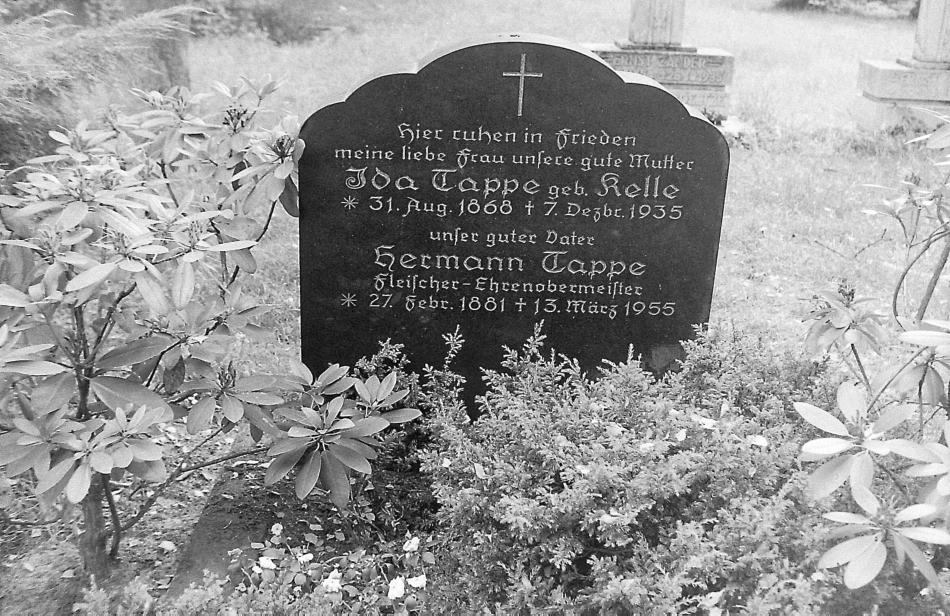 Hier ruhen in Frieden
meine liebe Frau unsere gute Mutter
Ida Tappe geb. Kelle
* 31. Aug. 1868 † 7. Dezbr. 1935
unser guter Vater
Hermann Tappe
Fleischer-Ehrenobermeister
* 27. Febr. 1881 † 13. März 1955